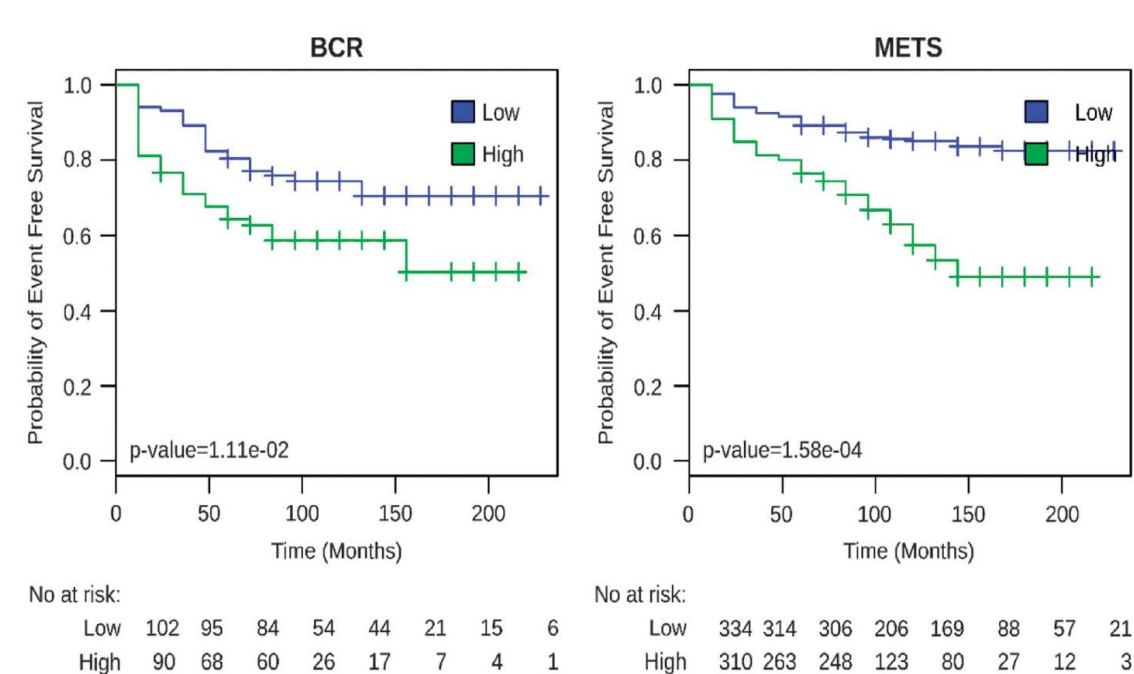 BCR
Probability of Event Free Survival
1.0
0.8
0.6
0.4
0.2
0.0
Low
High
p-value=1.11e-02
0 50 100 150 200
Time (Months)
No at risk:
Low 102 95 84 54 44 21 15 6
High 90 68 60 26 17 7 4 1
METS
Probability of Event Free Survival
1.0
0.8
0.6
0.4
0.2
0.0
Low
High
p-value=1.58e-04
0 50 100 150 200
Time (Months)
No at risk:
Low 334 314 306 206 169 88 57 21
High 310 263 248 123 80 27 12 3